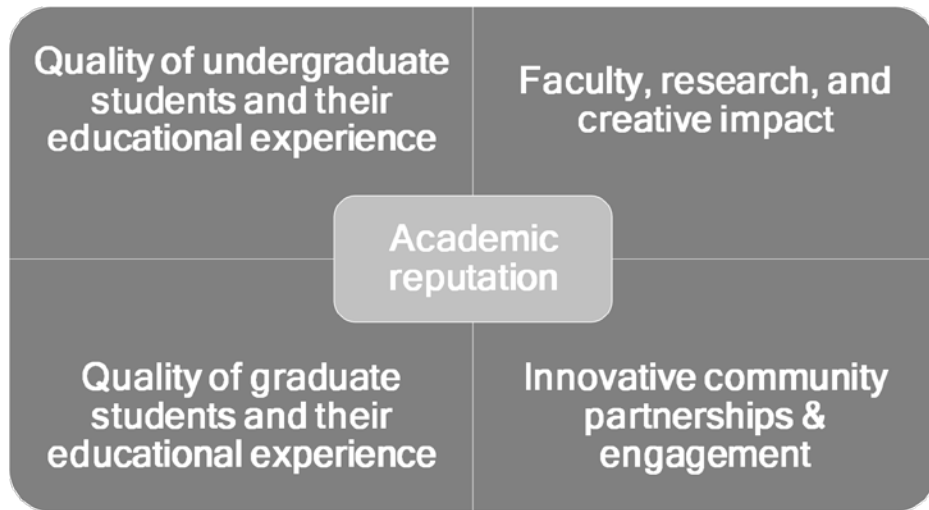 Quality of undergraduate
students and their
educational experience
Faculty, research, and
creative impact
Academic
reputation
Quality of graduate
students and their
educational experience
Innovative community
partnerships &
engagement